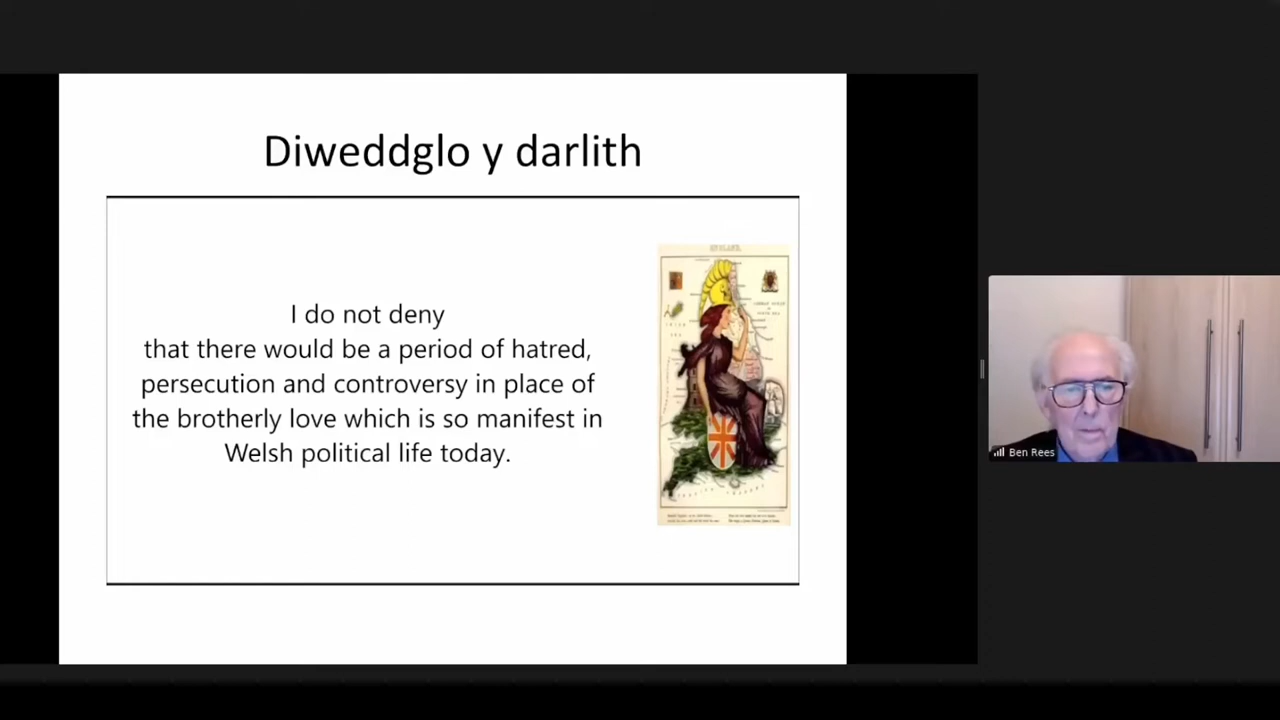 Diweddglo y darlith
I do not deny
that there would be a period of hatred,
persecution and controversy in place of
the brotherly love which is so manifest in
Welsh political life today.
ENGLAND.
Ben Rees